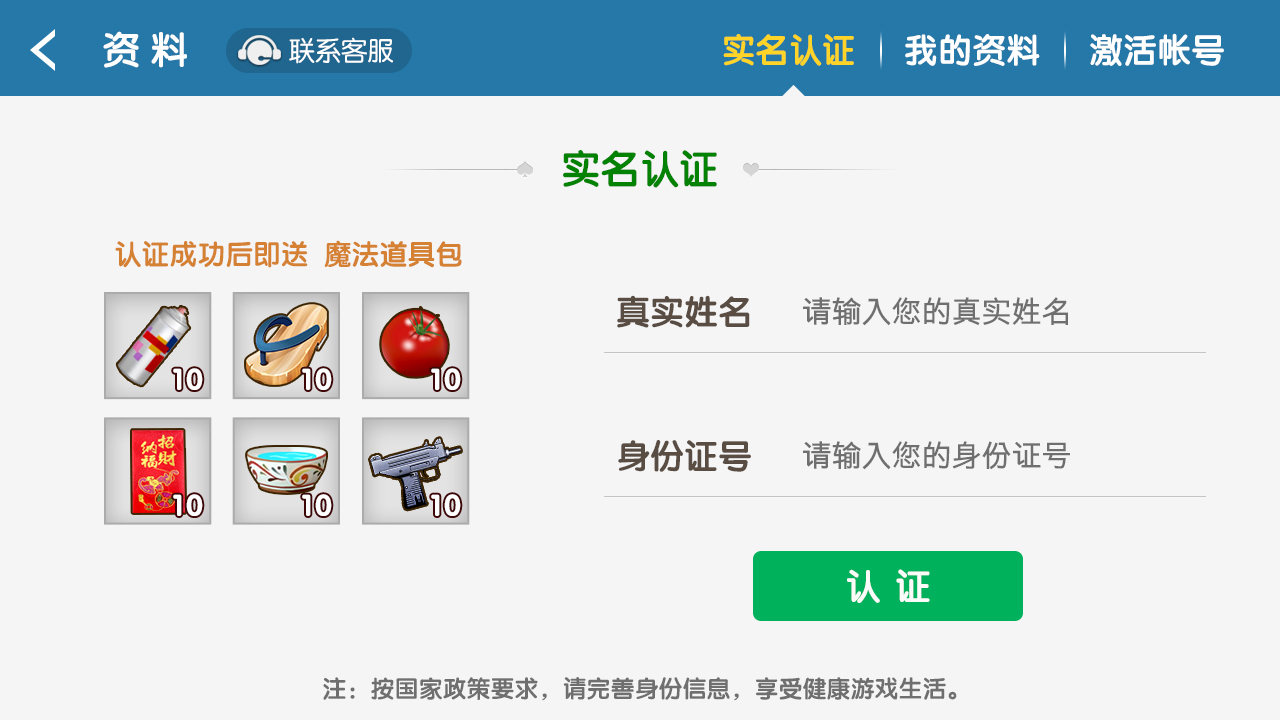 资料
联系客服
实名认证
我的资料
激活帐号
实名认证
认证成功后即送 魔法道具包
10
10
10
招财
纳福
10
10
10
真实姓名
请输入您的真实姓名
身份证号
请输入您的身份证号
认证
注：按国家政策要求，请完善身份信息，享受健康游戏生活。